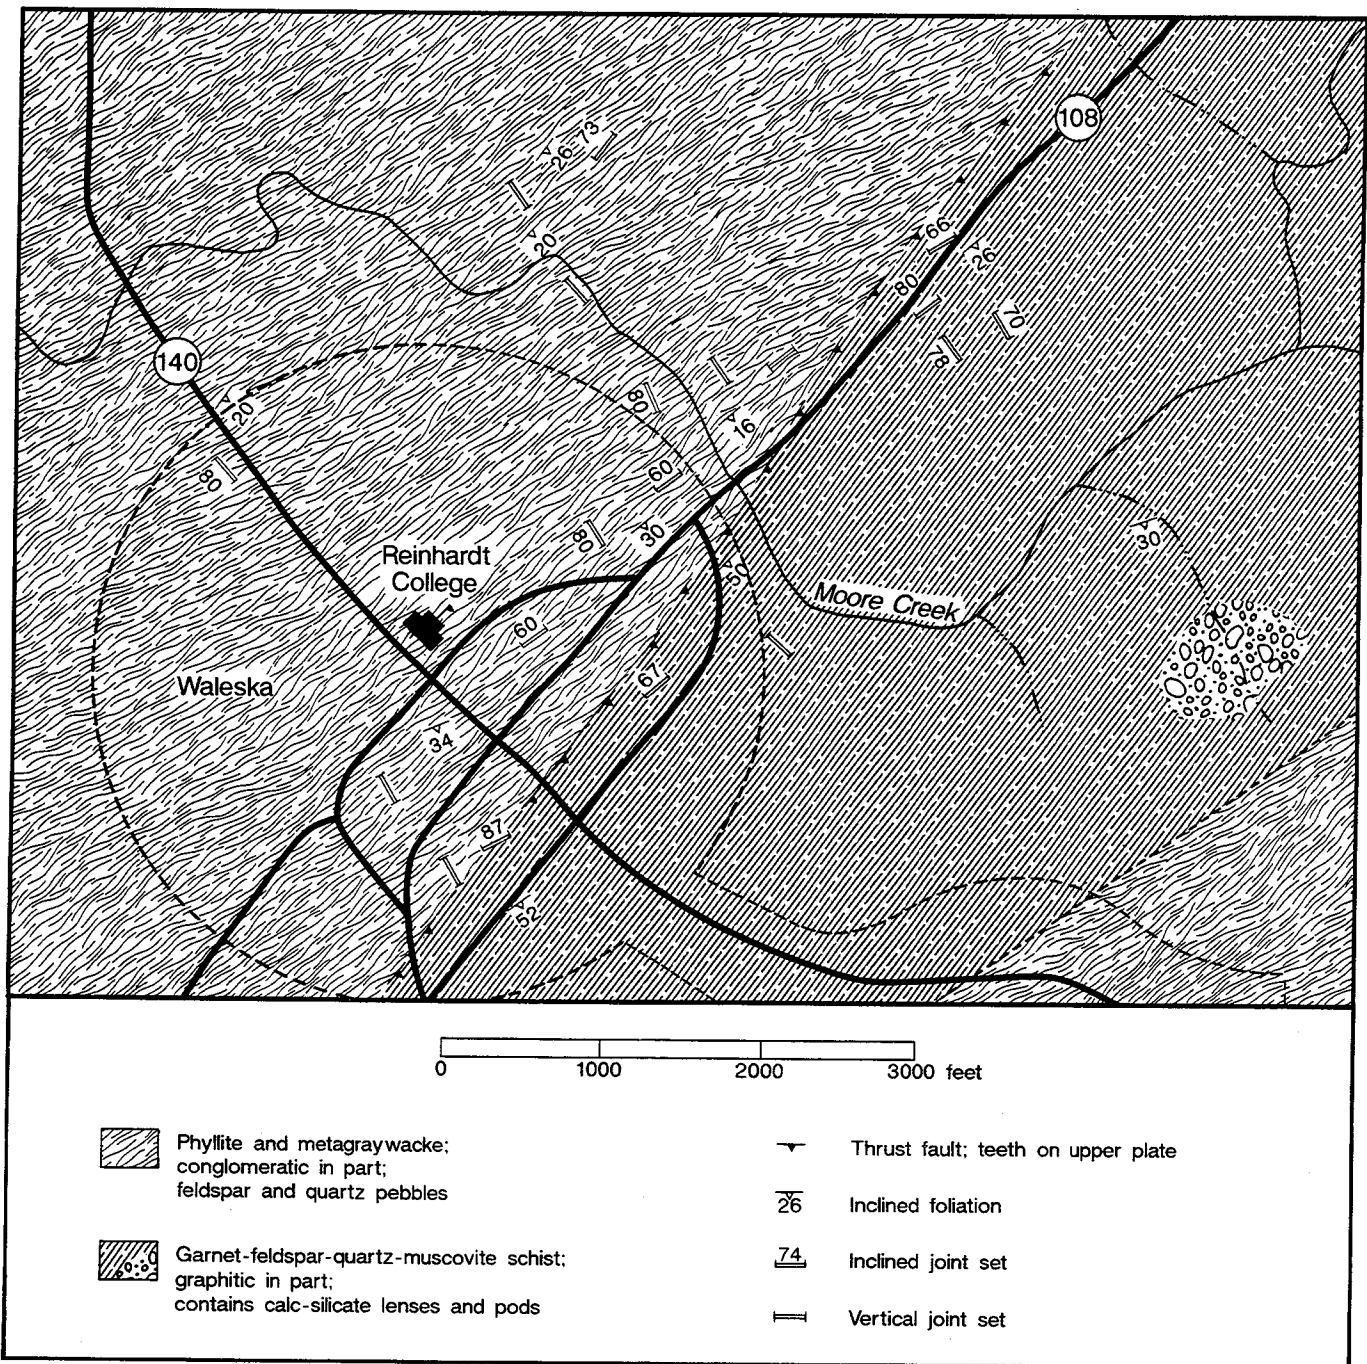 108
73
26
20
66
26
80
70
78
140
20
80
80
16
60
30
80
52
30
Reinhardt
College
Moore Creek
60
67
Waleska
34
87
52
0 1000 2000 3000 feet
Phyllite and metagraywacke;
conglomeratic in part;
feldspar and quartz pebbles
Garnet-feldspar-quartz-muscovite schist;
graphitic in part;
contains calc-silicate lenses and pods
Thrust fault; teeth on upper plate
26 Inclined foliation
74 Inclined joint set
Vertical joint set